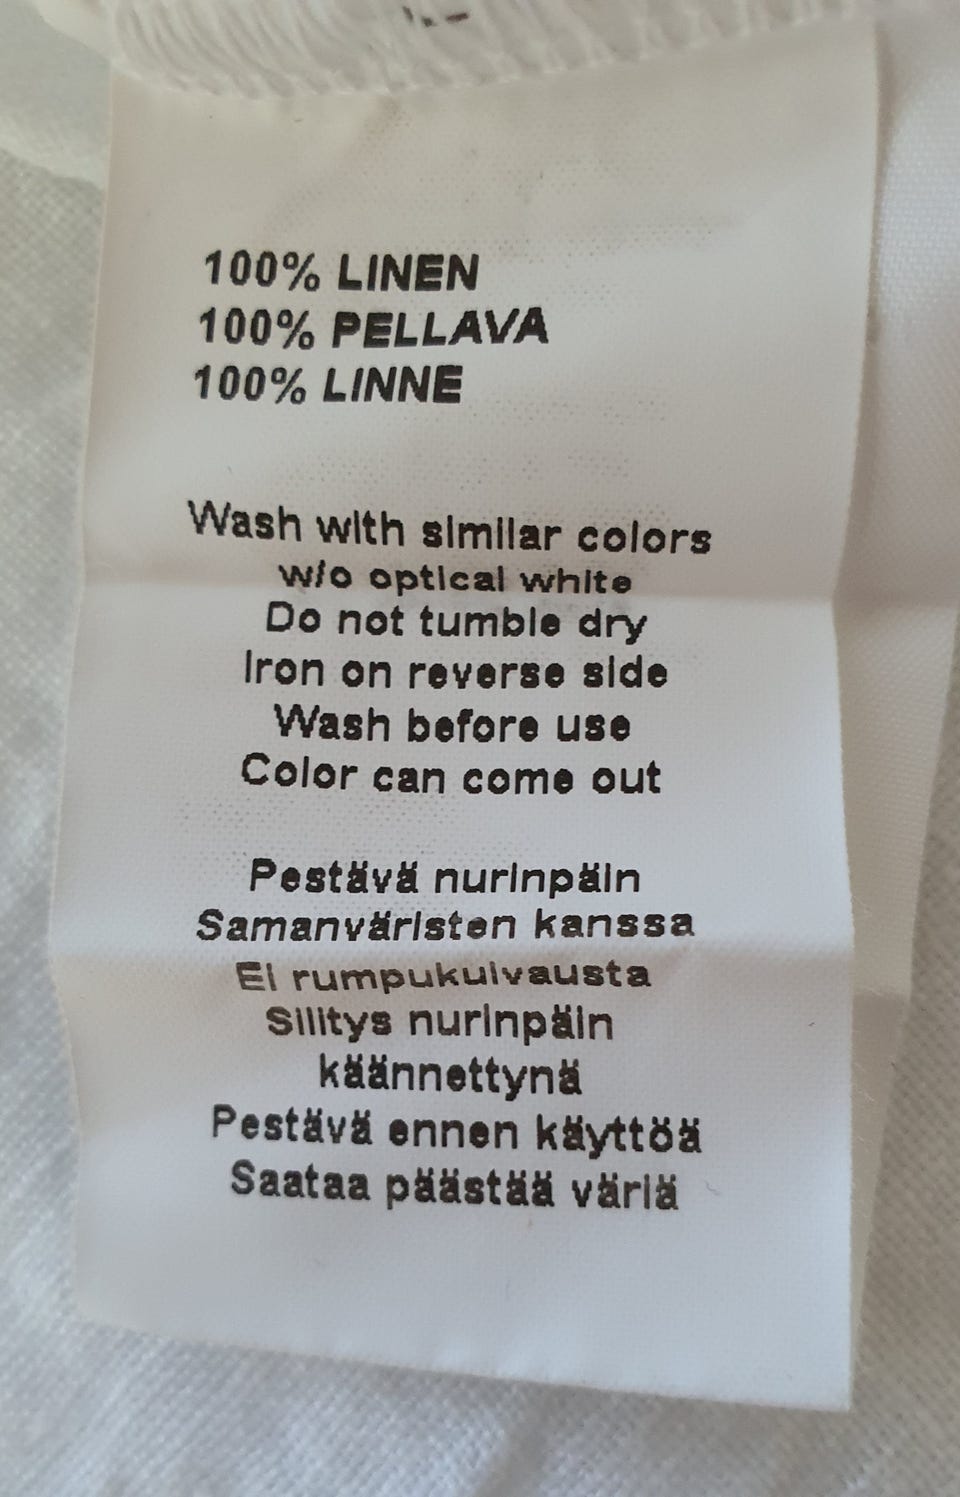 100% LINEN
100% PELLAVA
100% LINNE
Wash with similar colors
w/o optical white
Do not tumble dry
Iron on reverse side
Wash before use
Color can come out
Pestävä nurinpäin
Samanväristen kanssa
Ei rumpukuivausta
Silitys nurinpäin
käännettynä
Pestävä ennen käyttöä
Saataa päästää väriä